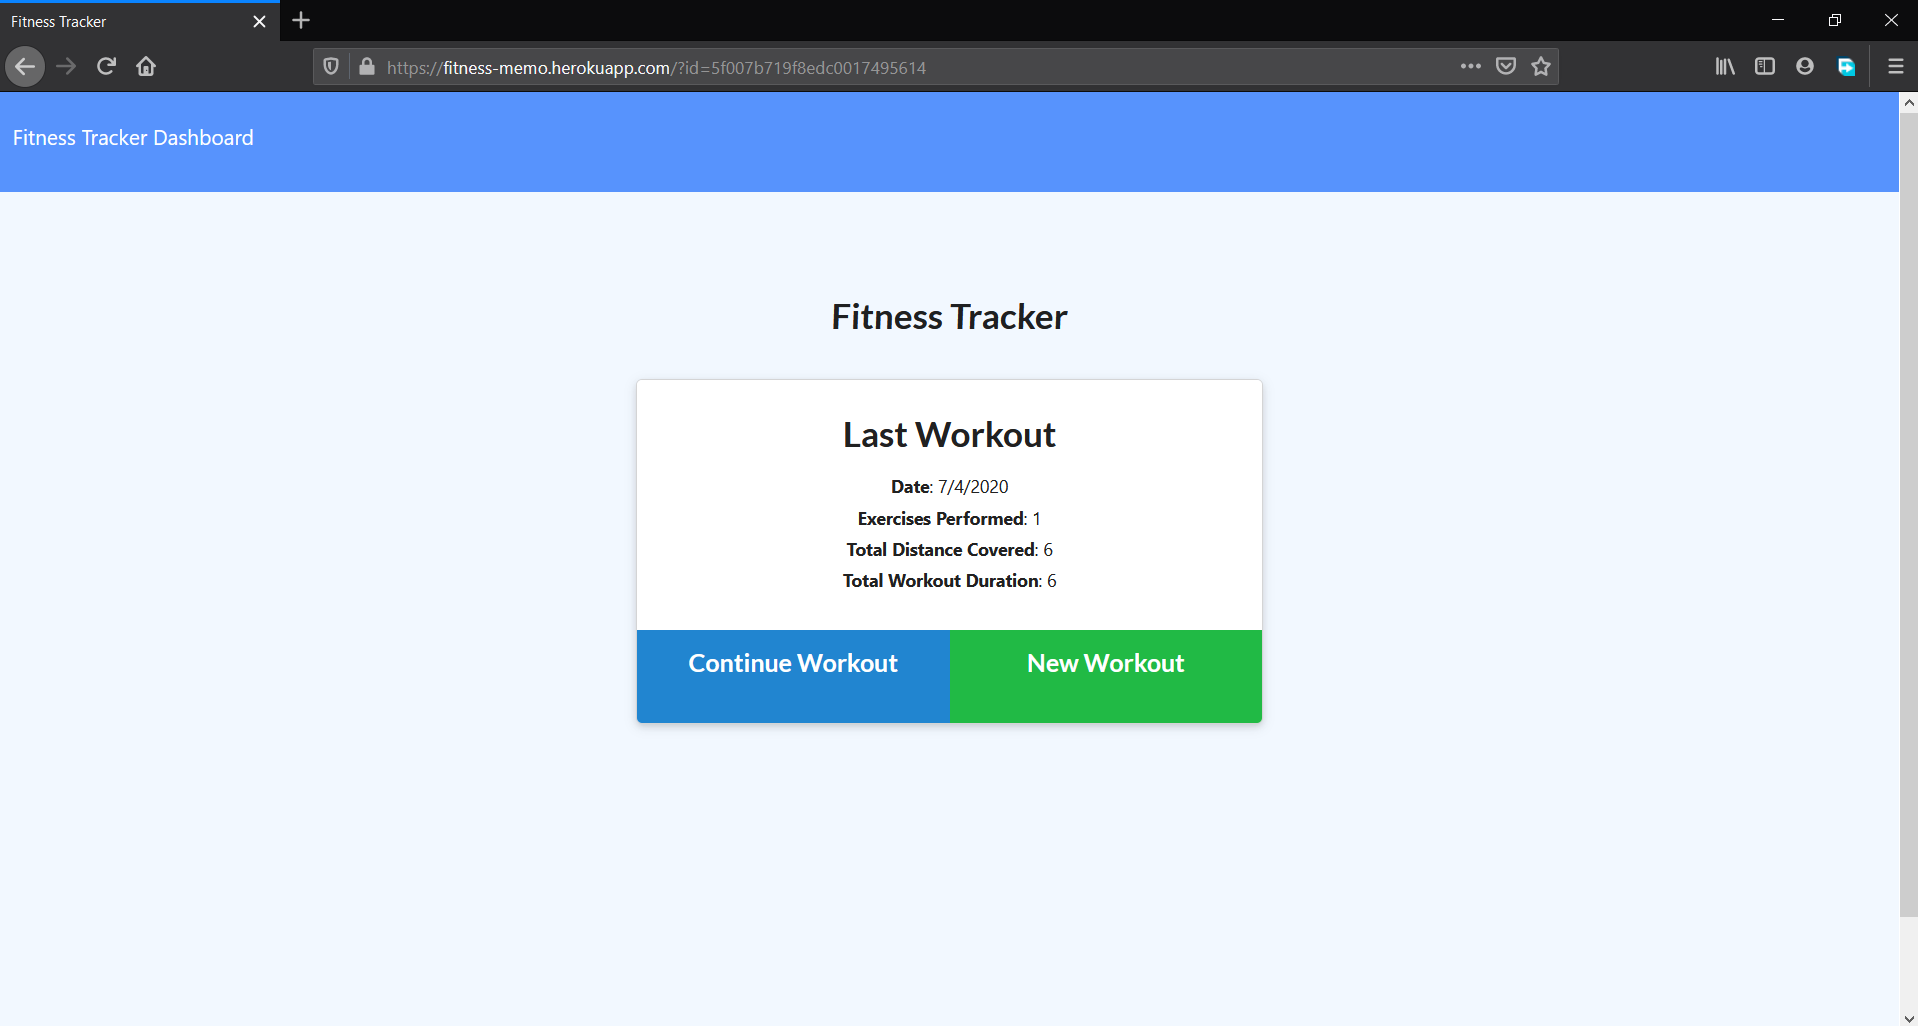 Fitness Tracker
https://fitness-memo.herokuapp.com/?id=5f007b719f8edc0017495614
Fitness Tracker Dashboard
Fitness Tracker
Last Workout
Date: 7/4/2020
Exercises Performed: 1
Total Distance Covered: 6
Total Workout Duration: 6
Continue Workout
New Workout